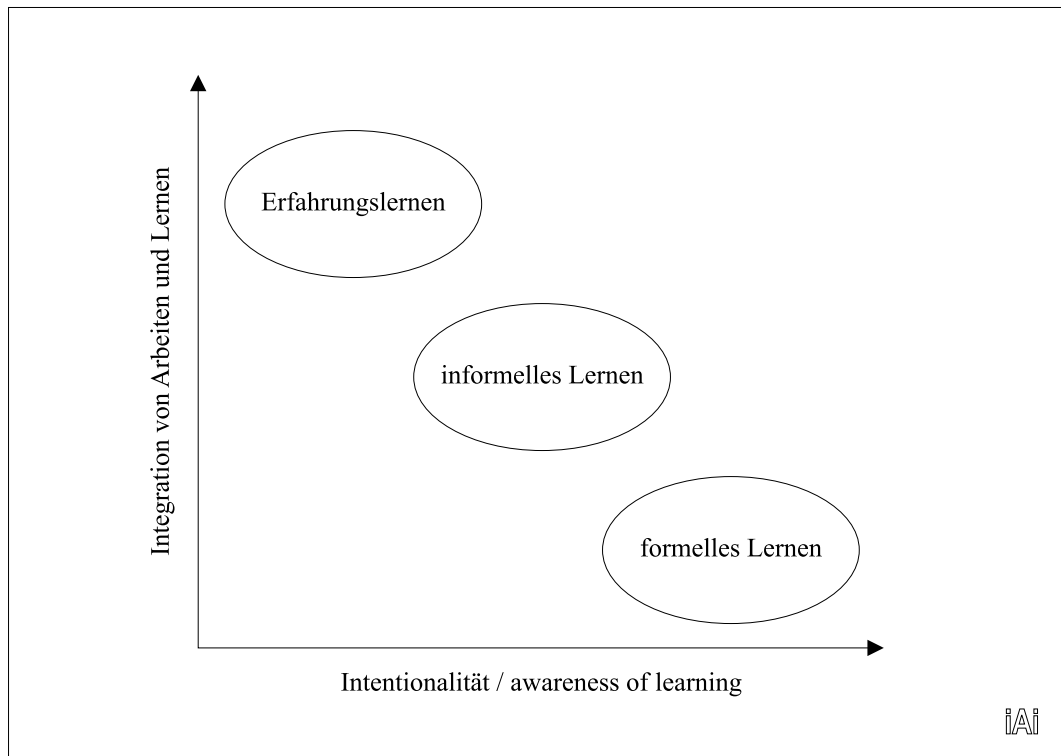 Erfahrungslernen
Integration von Arbeiten und Lernen
informelles Lernen
formelles Lernen
Intentionalität / awareness of learning
iAi